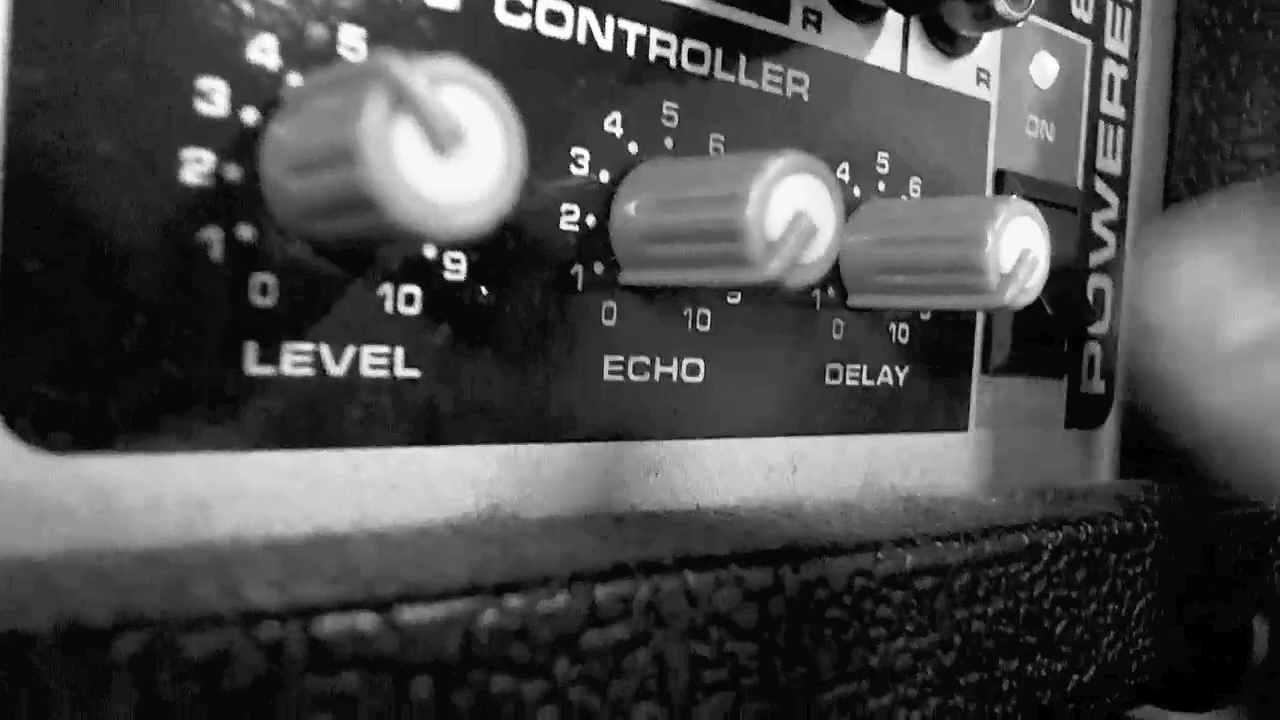 CONTROLLER
R
R
ON
POWERE
4 5
3
2
1
0 10 9
LEVEL
4 5 6
3
2
1
0 10
ECHO
4 5 6
1
0 10
DELAY